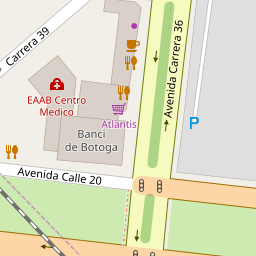 Carrera 39
Avenida Carrera 36
EAAB Centro
Medico
Atlantis
Banci
de Botoga
P
Avenida Calle 20